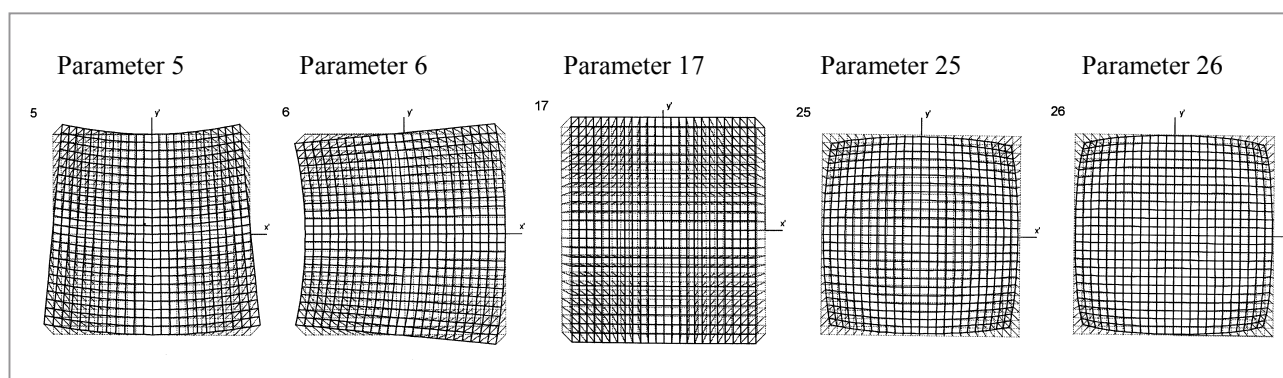 Parameter 5 Parameter 6 Parameter 17 Parameter 25 Parameter 26
5 y' x'
6 y' x'
17 y' x'
25 y' x'
26 y'